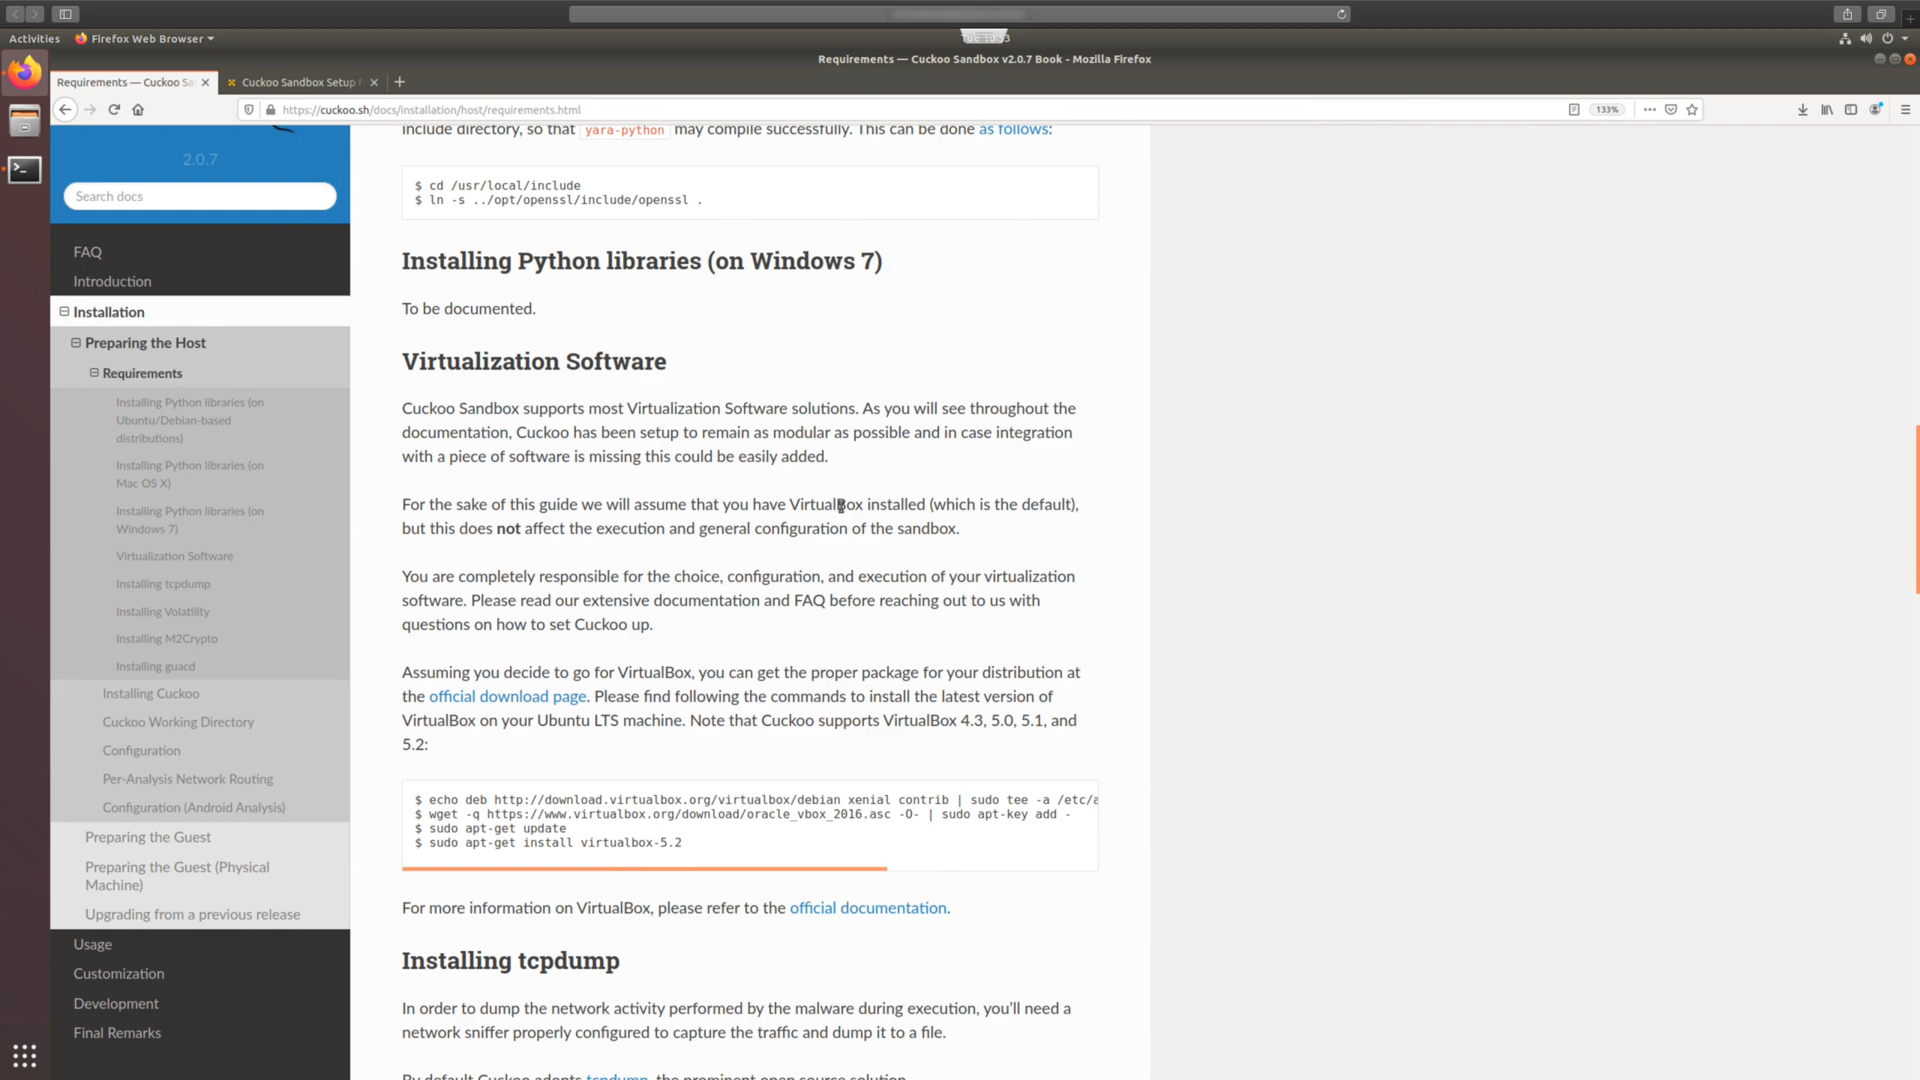 Activities
Firefox Web Browser
Tue 10:53
Requirements — Cuckoo Sandbox v2.0.7 Book - Mozilla Firefox
Requirements — Cuckoo Sa
Cuckoo Sandbox Setup
https://cuckoo.sh/docs/installation/host/requirements.html
133%
2.0.7
Search docs
FAQ
Introduction
Installation
Preparing the Host
Requirements
Installing Python libraries (on
Ubuntu/Debian-based
distributions)
Installing Python libraries (on
Mac OS X)
Installing Python libraries (on
Windows 7)
Virtualization Software
Installing tcpdump
Installing Volatility
Installing M2Crypto
Installing guacd
Installing Cuckoo
Cuckoo Working Directory
Configuration
Per-Analysis Network Routing
Configuration (Android Analysis)
Preparing the Guest
Preparing the Guest (Physical
Machine)
Upgrading from a previous release
Usage
Customization
Development
Final Remarks
include directory, so that yara-python may compile successfully. This can be done as follows:
$ cd /usr/local/include
$ ln -s ../opt/openssl/include/openssl .
Installing Python libraries (on Windows 7)
To be documented.
Virtualization Software
Cuckoo Sandbox supports most Virtualization Software solutions. As you will see throughout the
documentation, Cuckoo has been setup to remain as modular as possible and in case integration
with a piece of software is missing this could be easily added.
For the sake of this guide we will assume that you have VirtualBox installed (which is the default),
but this does not affect the execution and general configuration of the sandbox.
You are completely responsible for the choice, configuration, and execution of your virtualization
software. Please read our extensive documentation and FAQ before reaching out to us with
questions on how to set Cuckoo up.
Assuming you decide to go for VirtualBox, you can get the proper package for your distribution at
the official download page. Please find following the commands to install the latest version of
VirtualBox on your Ubuntu LTS machine. Note that Cuckoo supports VirtualBox 4.3, 5.0, 5.1, and
5.2:
$ echo deb http://download.virtualbox.org/virtualbox/debian xenial contrib | sudo tee -a /etc/a
$ wget -q https://www.virtualbox.org/download/oracle_vbox_2016.asc -O- | sudo apt-key add -
$ sudo apt-get update
$ sudo apt-get install virtualbox-5.2
For more information on VirtualBox, please refer to the official documentation.
Installing tcpdump
In order to dump the network activity performed by the malware during execution, you'll need a
network sniffer properly configured to capture the traffic and dump it to a file.
By default Cuckoo adopts tcpdump, the prominent open source solution.